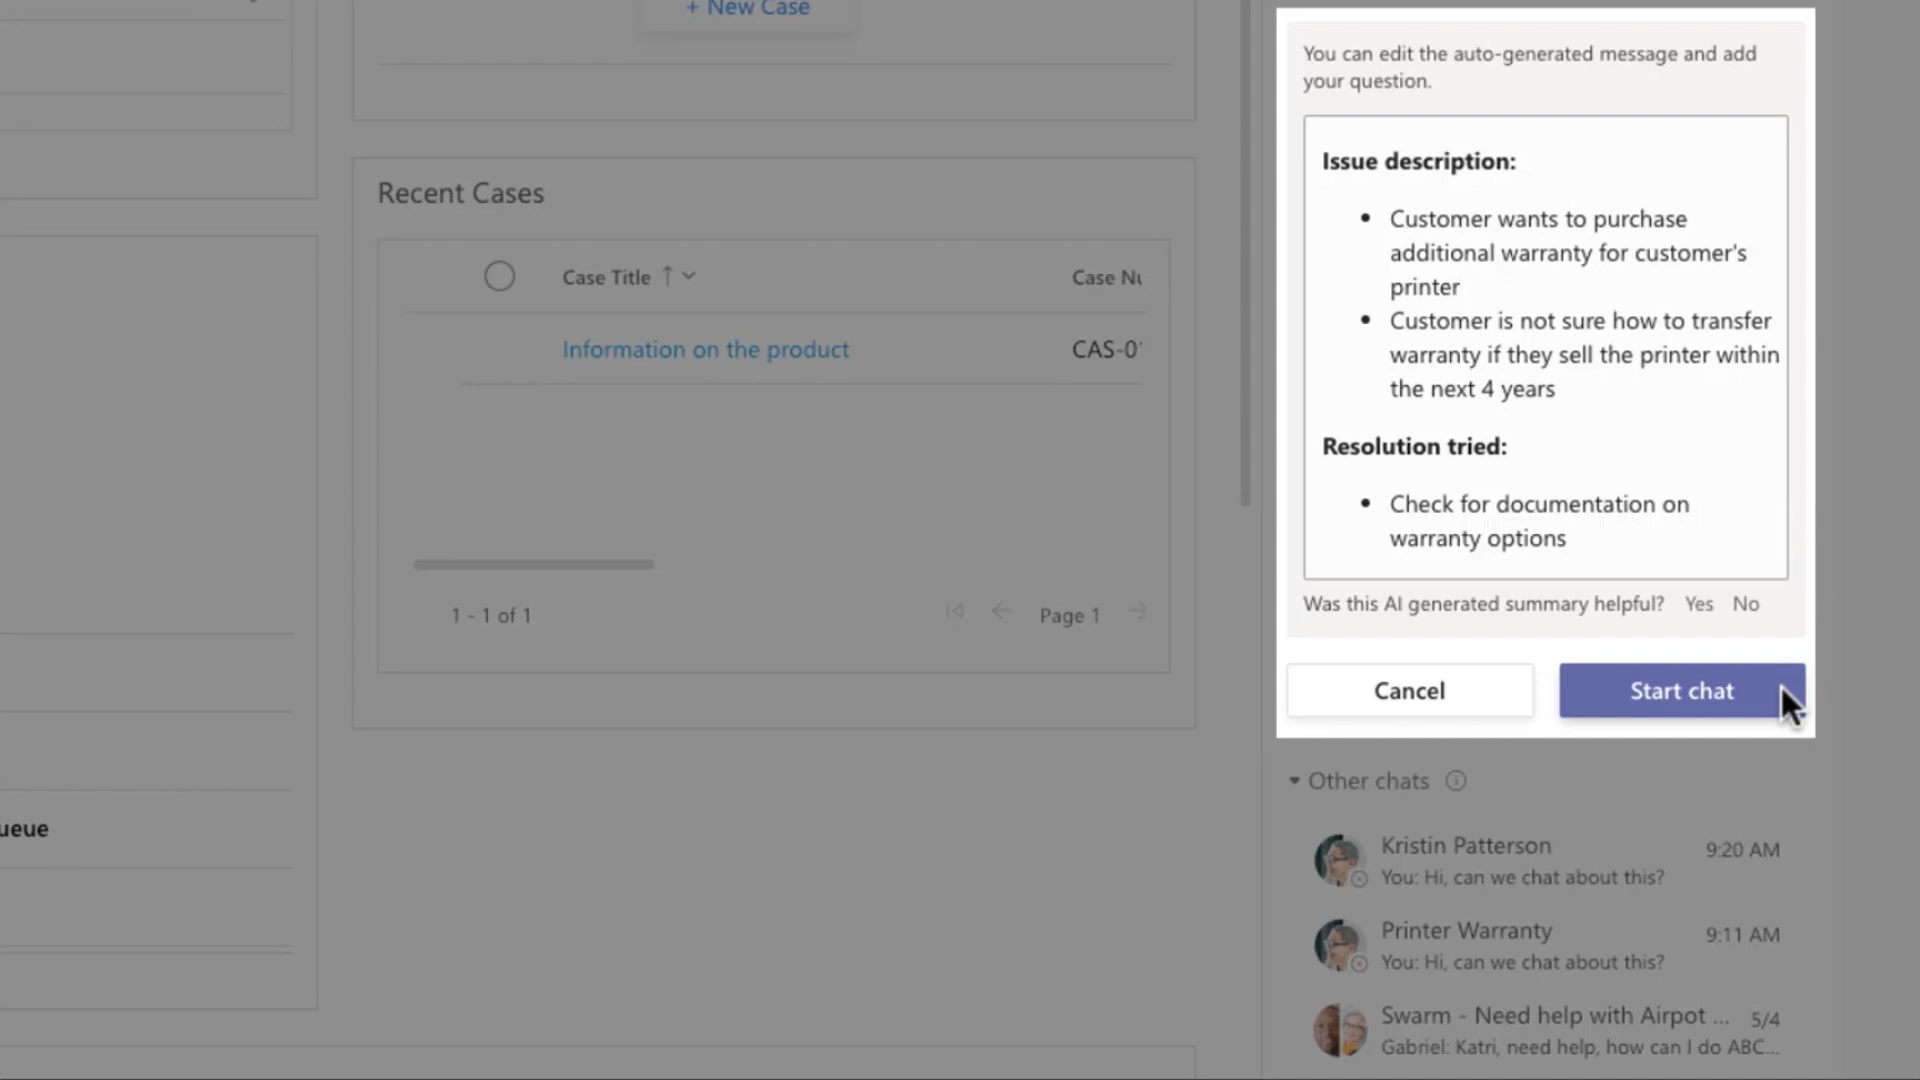 + New Case
Recent Cases
Case Title
Case Nu
Information on the product
CAS-0
1 - 1 of 1
Page 1
ueue
You can edit the auto-generated message and add
your question.
Issue description:
• Customer wants to purchase
additional warranty for customer's
printer
• Customer is not sure how to transfer
warranty if they sell the printer within
the next 4 years
Resolution tried:
• Check for documentation on
warranty options
Was this AI generated summary helpful? Yes No
Cancel
Start chat
Other chats
Kristin Patterson 9:20 AM
You: Hi, can we chat about this?
Printer Warranty 9:11 AM
You: Hi, can we chat about this?
Swarm - Need help with Airpot ... 5/4
Gabriel: Katri, need help, how can I do ABC...